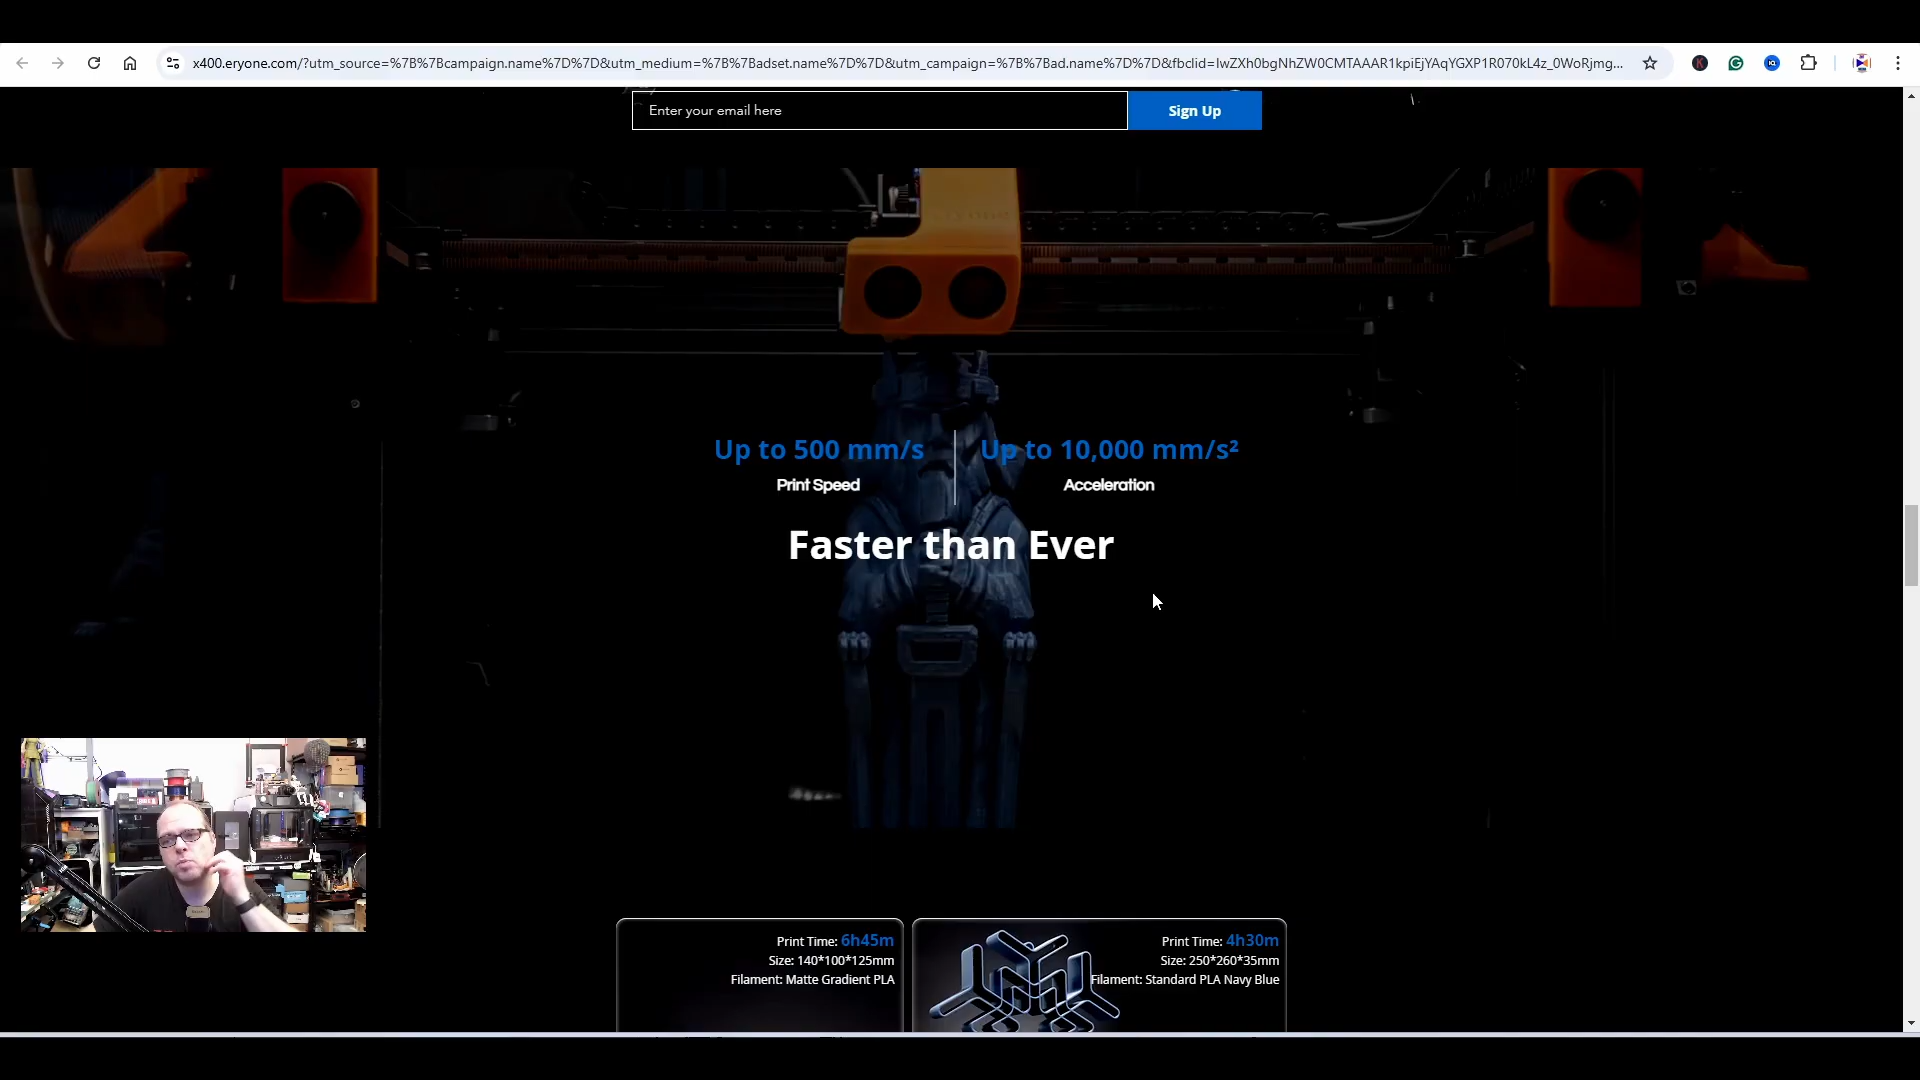 x400.eryone.com/?utm_source=%7B%7Bcampaign.name%7D%7D&utm_medium=%7B%7Badset.name%7D%7D&utm_campaign=%7B%7Bad.name%7D%7D&fbclid=IwZXh0bgNhZW0CMTAAAR1kpiEjYAqYGXP1R070kL4z_0WoRjmg...
Enter your email here
Sign Up
Up to 500 mm/s
Print Speed
Up to 10,000 mm/s²
Acceleration
Faster than Ever
Print Time: 6h45m
Size: 140*100*125mm
Filament: Matte Gradient PLA
Print Time: 4h30m
Size: 250*260*35mm
Filament: Standard PLA Navy Blue